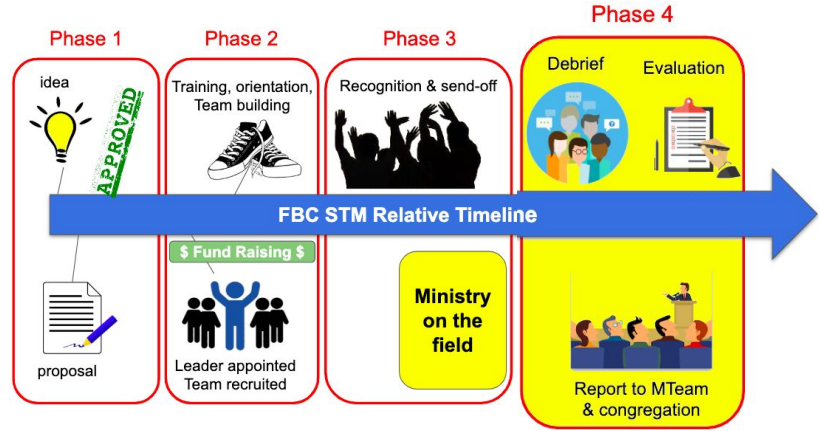 Phase 1
idea
APPROVED
proposal
Phase 2
Training, orientation,
Team building
$ Fund Raising $
Leader appointed
Team recruited
Phase 3
Recognition & send-off
Ministry
on the
field
Phase 4
Debrief
Evaluation
FBC STM Relative Timeline
Report to MTeam
& congregation